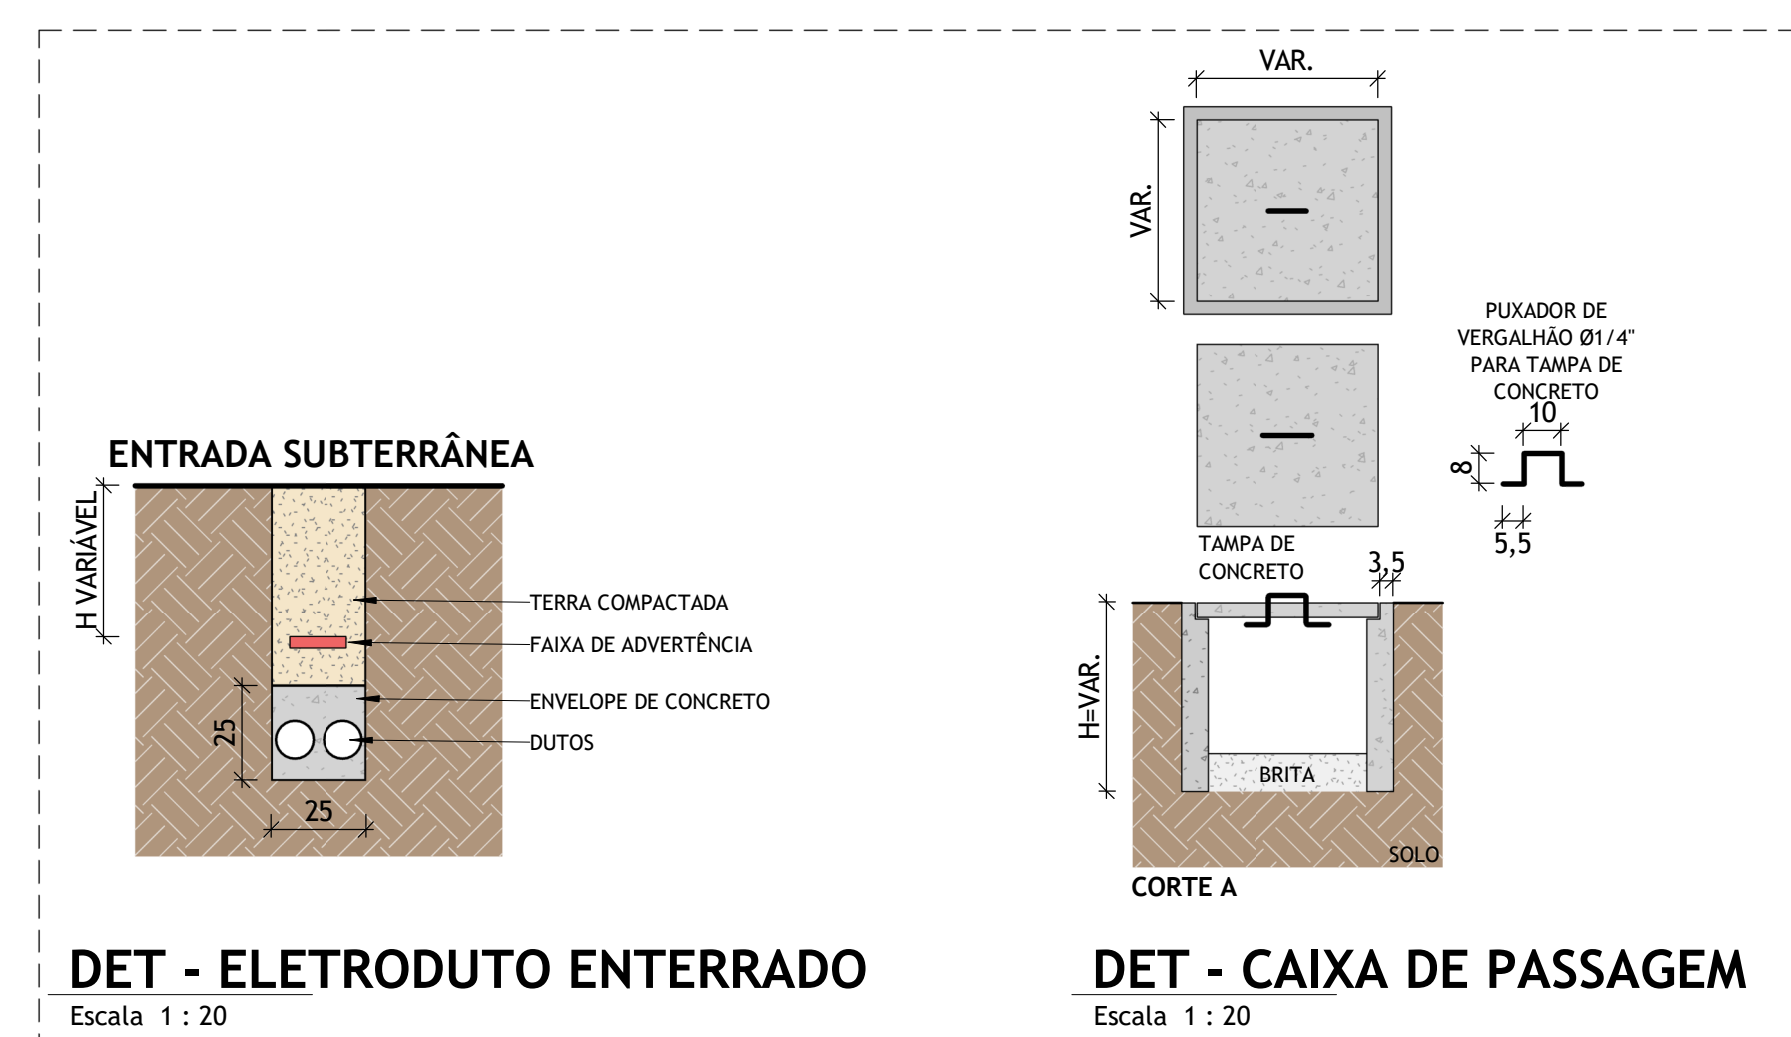 ENTRADA SUBTERRÂNEA
H VARIÁVEL
TERRA COMPACTADA
FAIXA DE ADVERTÊNCIA
ENVELOPE DE CONCRETO
DUTOS
25
25
DET - ELETRODUTO ENTERRADO
Escala 1 : 20
VAR.
VAR.
PUXADOR DE
VERGALHÃO Ø1/4"
PARA TAMPA DE
CONCRETO
10
8
5,5
TAMPA DE
CONCRETO
3,5
H=VAR.
BRITA
SOLO
CORTE A
DET - CAIXA DE PASSAGEM
Escala 1 : 20